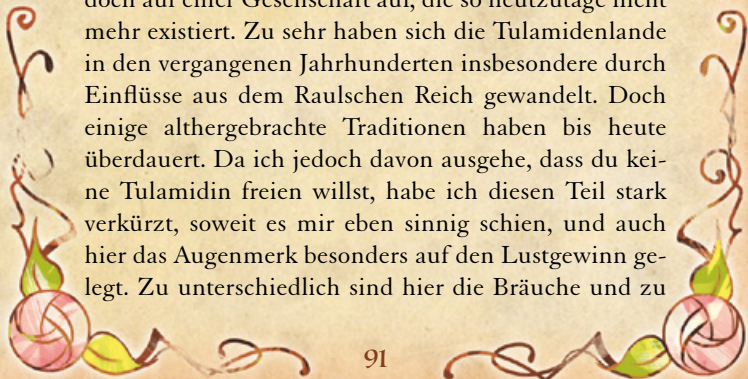 doch auf einer Gesellschaft auf, die so heutzutage nicht
mehr existiert. Zu sehr haben sich die Tulamidenlande
in den vergangenen Jahrhunderten insbesondere durch
Einflüsse aus dem Raulschen Reich gewandelt. Doch
einige althergebrachte Traditionen haben bis heute
überdauert. Da ich jedoch davon ausgehe, dass du kei-
ne Tulamidin freien willst, habe ich diesen Teil stark
verkürzt, soweit es mir eben sinnig schien, und auch
hier das Augenmerk besonders auf den Lustgewinn ge-
legt. Zu unterschiedlich sind hier die Bräuche und zu
91